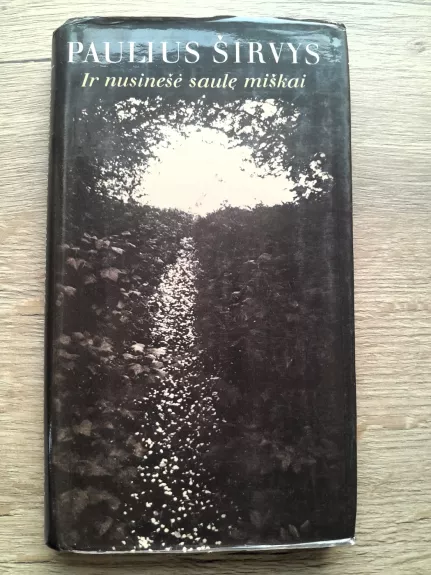 PAULIUS ŠIRVYS
Ir nusinešė saulę miškai